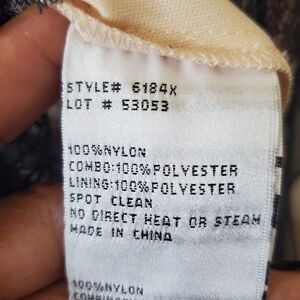 STYLE# 6184X
LOT # 53053
100%NYLON
COMBO:100%POLYESTER
LINING:100%POLYESTER
SPOT CLEAN
NO DIRECT HEAT OR STEAM
MADE IN CHINA
100%NYLON